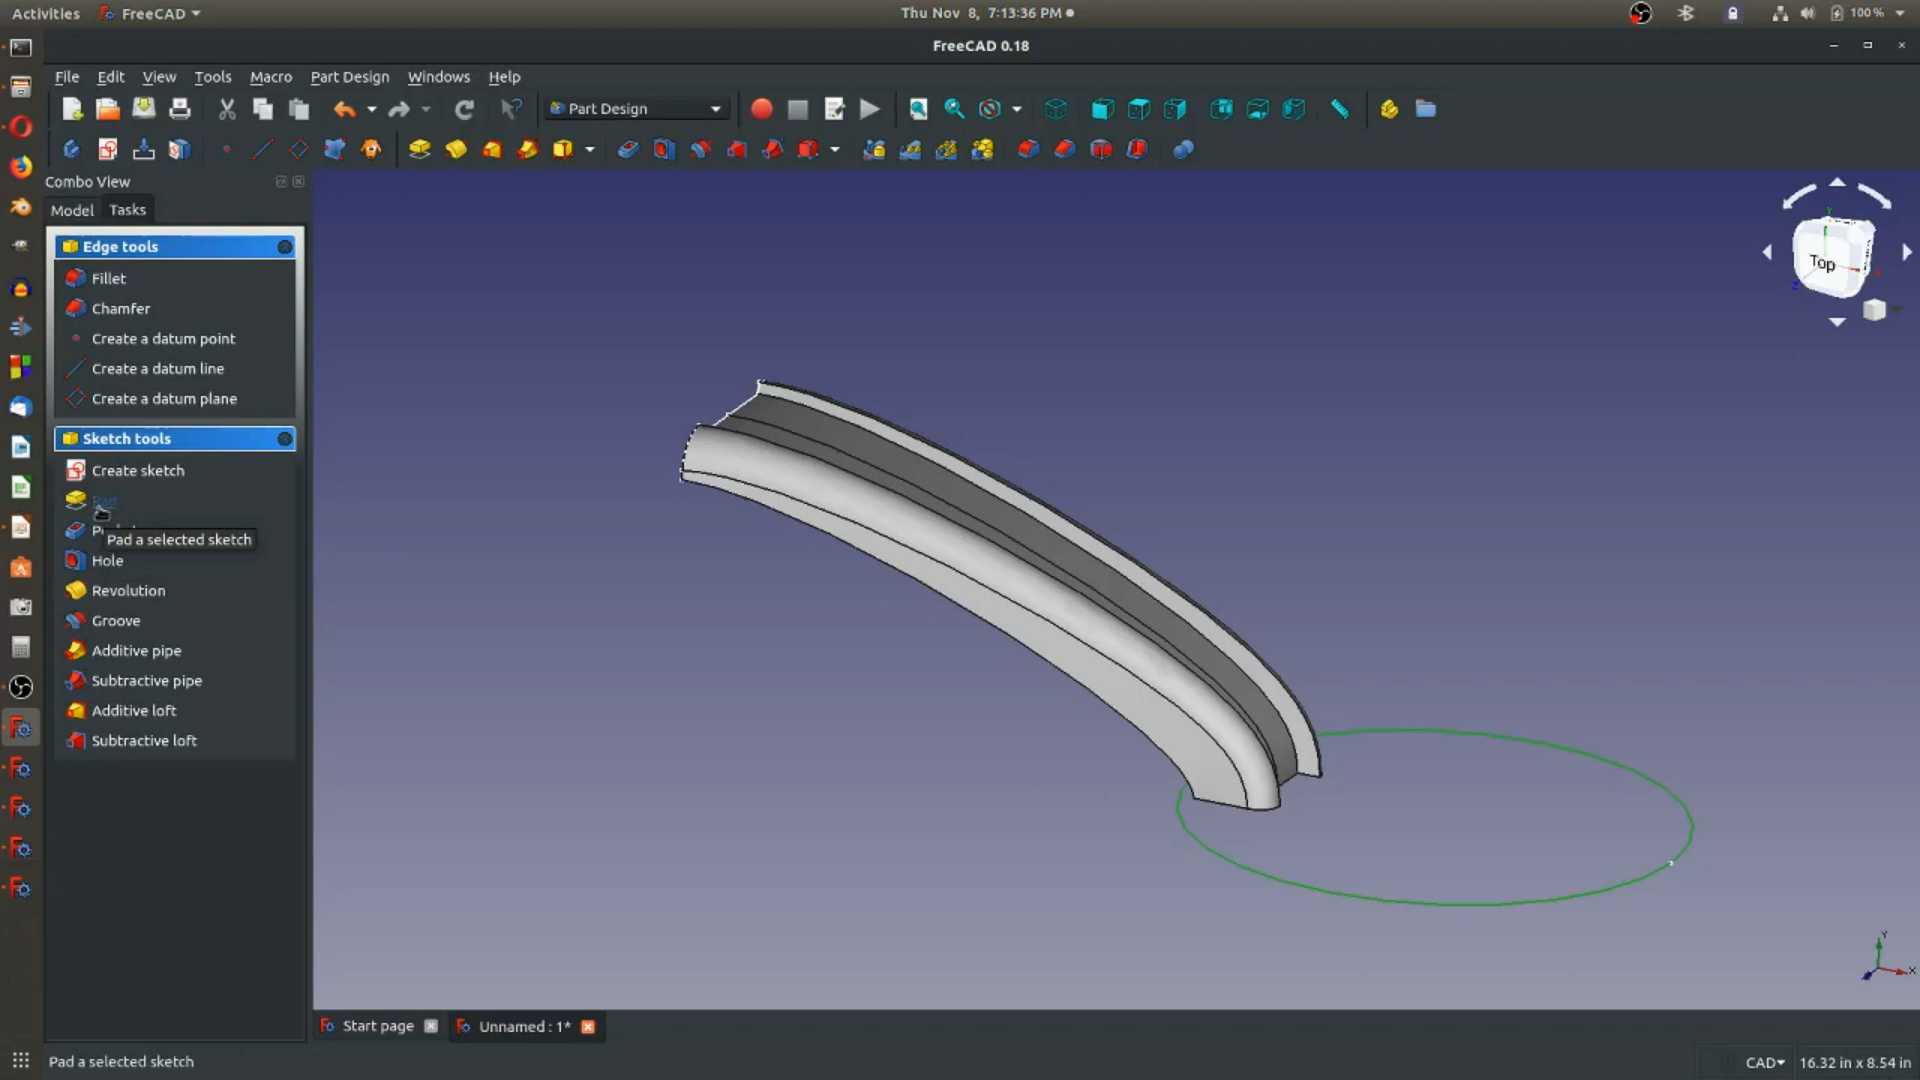 Activities FreeCAD Thu Nov 8, 7:13:36 PM 100%
FreeCAD 0.18
File Edit View Tools Macro Part Design Windows Help
Part Design
Combo View
Model Tasks
Edge tools
Fillet
Chamfer
Create a datum point
Create a datum line
Create a datum plane
Sketch tools
Create sketch
Pad
Pad a selected sketch
Hole
Revolution
Groove
Additive pipe
Subtractive pipe
Additive loft
Subtractive loft
Top
Y
X
Start page Unnamed : 1*
Pad a selected sketch CAD 16.32 in x 8.54 in